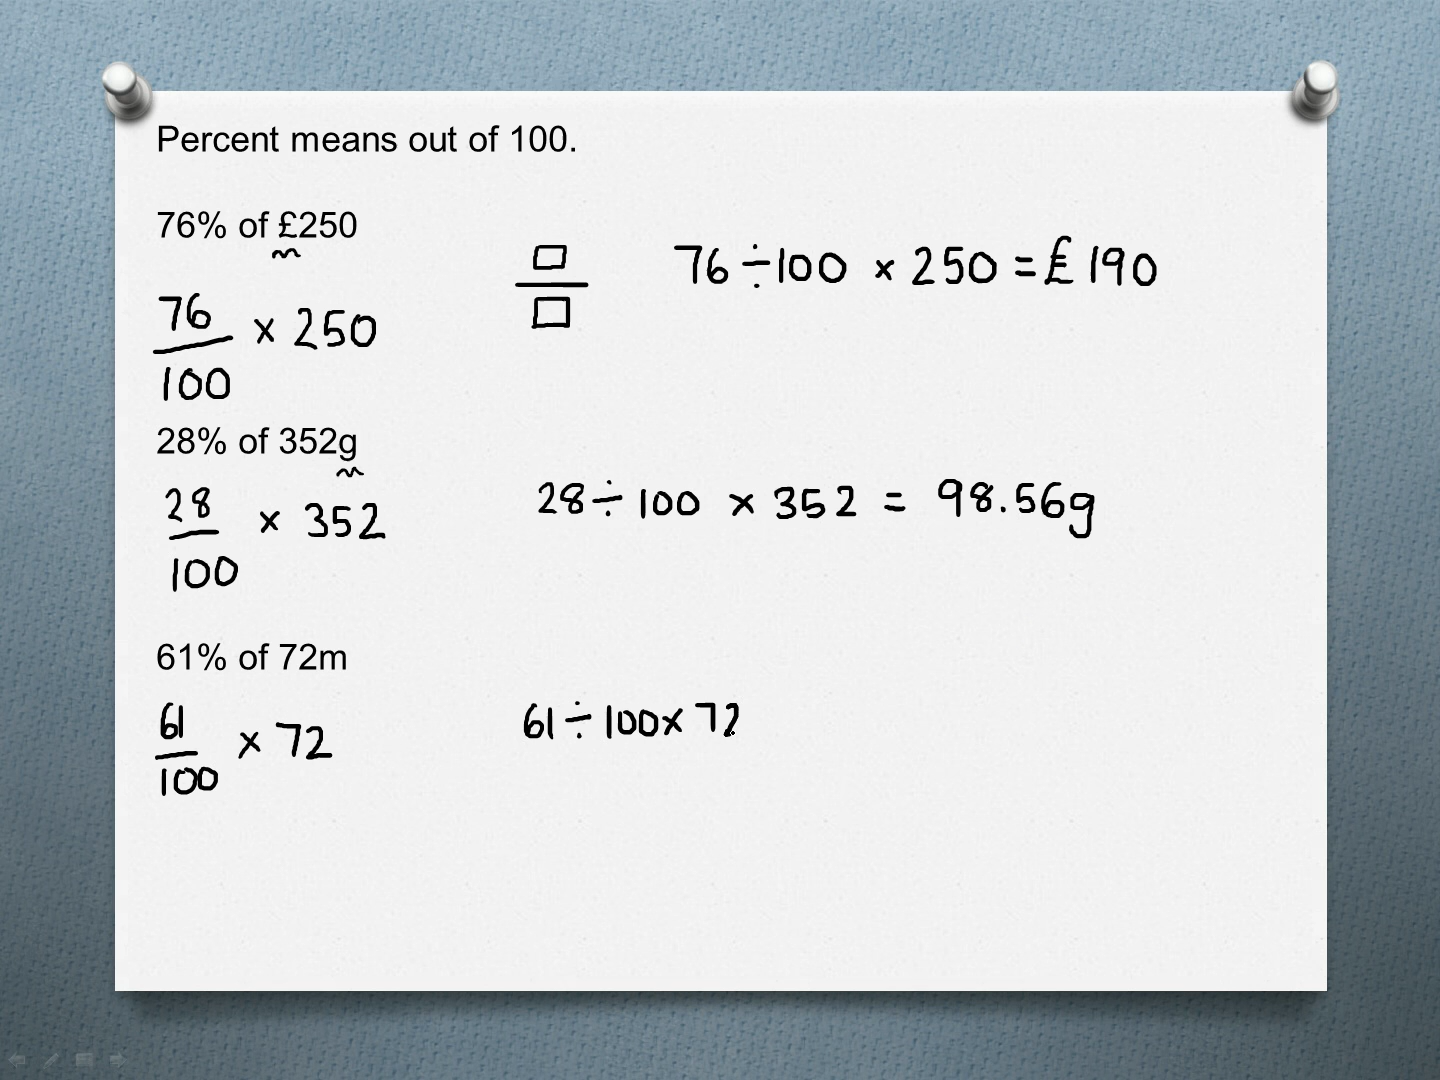 Percent means out of 100.
76% of £250
76/100 × 250
76 ÷ 100 × 250 = £190
28% of 352g
28/100 × 352
28 ÷ 100 × 352 = 98.56g
61% of 72m
61/100 × 72
61 ÷ 100 × 72